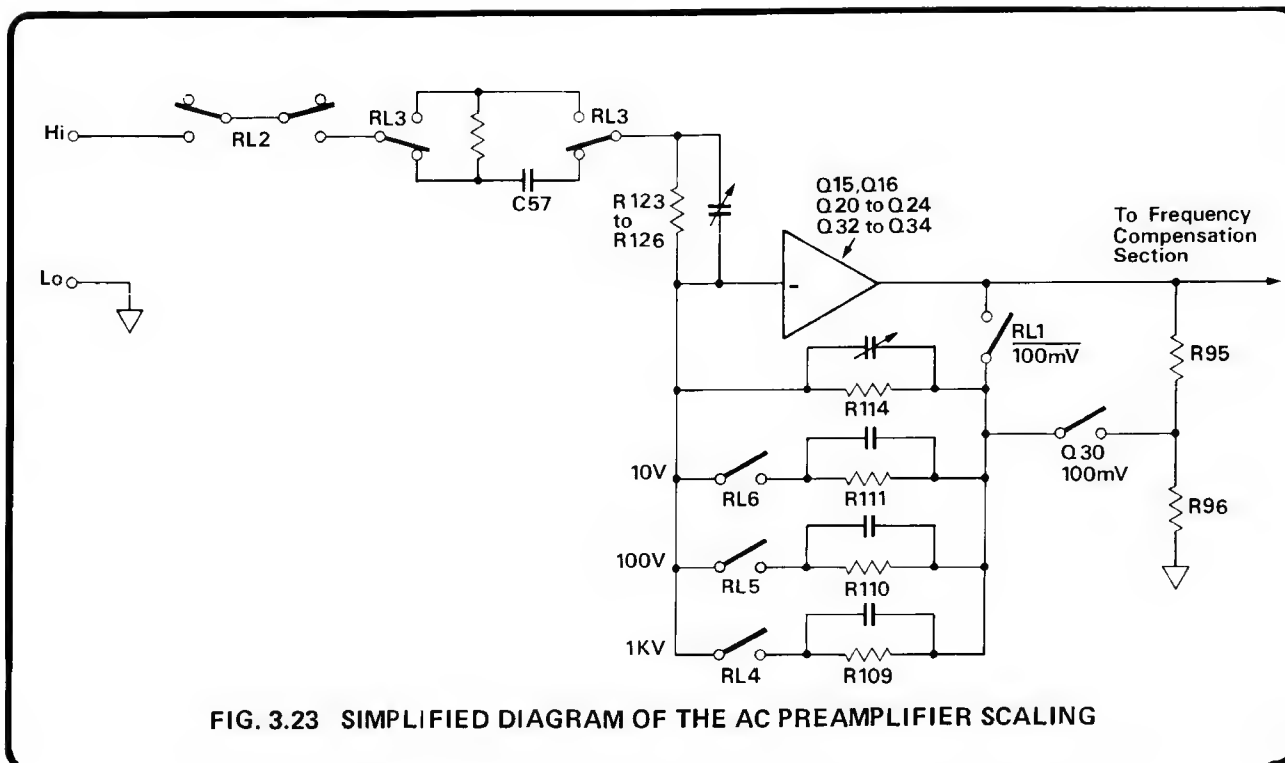 Hi
RL2
RL3
RL3
C57
R123
to
R126
Q15,Q16
Q20 to Q24
Q32 to Q34
To Frequency
Compensation
Section
Lo
-
RL1
100mV
R95
R114
Q30
100mV
10V
RL6
R111
R96
100V
RL5
R110
1KV
RL4
R109
FIG. 3.23 SIMPLIFIED DIAGRAM OF THE AC PREAMPLIFIER SCALING